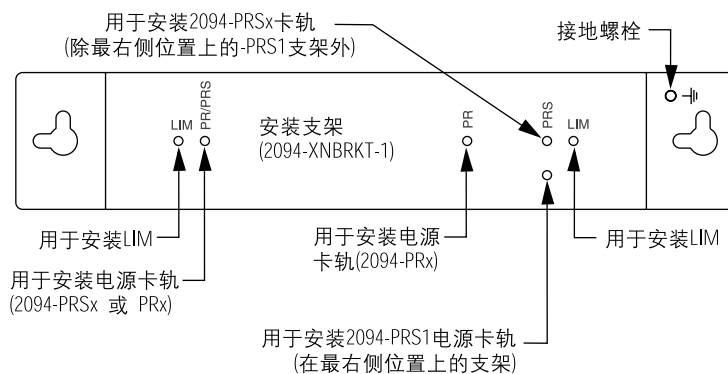 用于安装2094-PRSx卡轨
(除最右侧位置上的-PRS1支架外)
接地螺栓
LIM
PR/PRS
安装支架
(2094-XNBRKT-1)
PR
PRS
LIM
用于安装LIM
用于安装电源
卡轨(2094-PRx)
用于安装LIM
用于安装电源卡轨
(2094-PRSx 或 PRx)
用于安装2094-PRS1电源卡轨
(在最右侧位置上的支架)